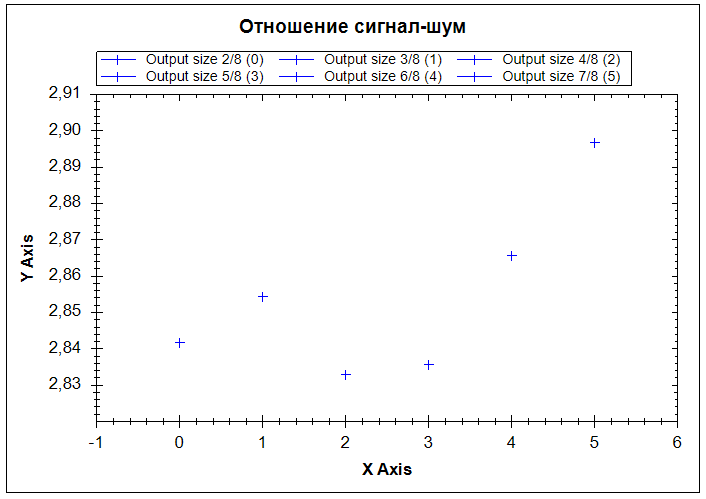 Отношение сигнал-шум
Output size 2/8 (0) Output size 3/8 (1) Output size 4/8 (2)
Output size 5/8 (3) Output size 6/8 (4) Output size 7/8 (5)
2,91
2,90
2,89
2,88
2,87
2,86
2,85
2,84
2,83
Y Axis
-1 0 1 2 3 4 5 6
X Axis